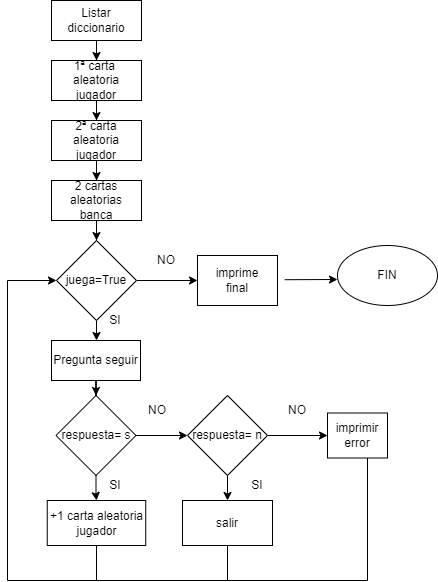 Listar
diccionario
1ª carta
aleatoria
jugador
2ª carta
aleatoria
jugador
2 cartas
aleatorias
banca
juega=True
NO
imprime
final
FIN
SI
Pregunta seguir
respuesta= s
NO
respuesta= n
NO
imprimir
error
SI
SI
+1 carta aleatoria
jugador
salir